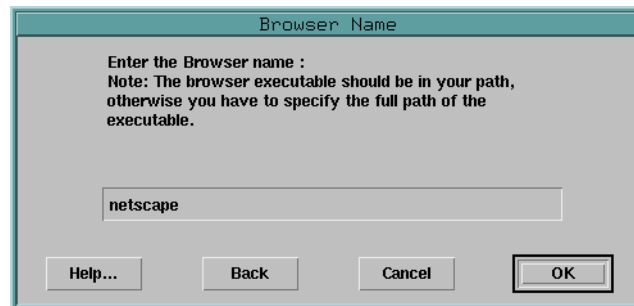 Browser Name
Enter the Browser name :
Note: The browser executable should be in your path,
otherwise you have to specify the full path of the
executable.
netscape
Help... Back Cancel OK